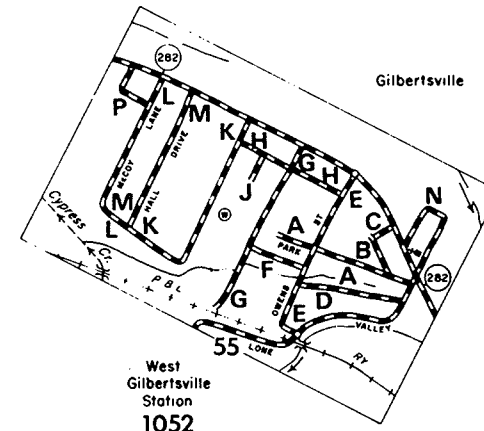 282
Gilbertsville
P
L
M
LANE
DRIVE
K
H
G
H
McCOY
HALL
J
E
N
M
L
K
A
ST
C
B
Cypress
Cr.
PARK
F
A
282
P B L
G
OWENS
D
E
VALLEY
55
LONE
RY
West
Gilbertsville
Station
1052